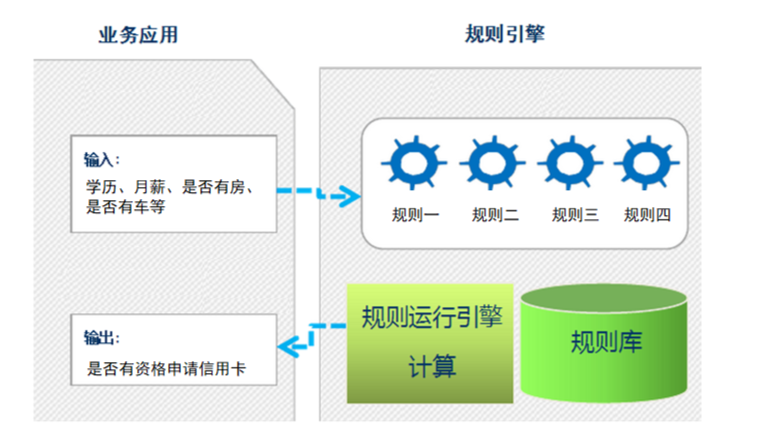 业务应用
规则引擎
输入：
学历、月薪、是否有房、
是否有车等
规则一
规则二
规则三
规则四
规则运行引擎
计算
规则库
输出：
是否有资格申请信用卡